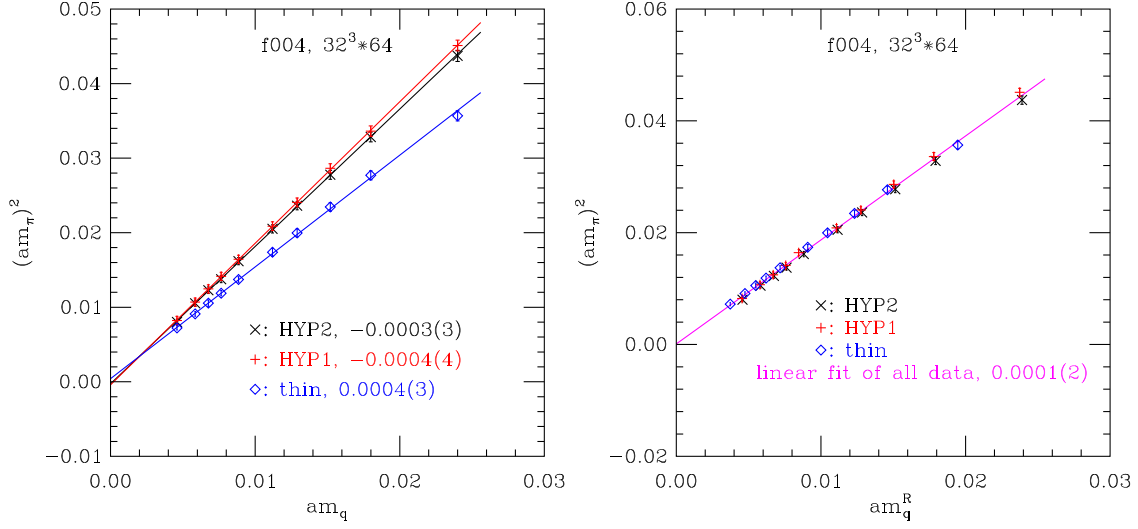 f004, 32³*64
0.05
0.04
0.03
0.02
0.01
0.00
−0.01
(am_π)²
×: HYP2, −0.0003(3)
+: HYP1, −0.0004(4)
◇: thin, 0.0004(3)
0.00 0.01 0.02 0.03
am_q
f004, 32³*64
0.06
0.04
0.02
0.00
−0.02
(am_π)²
×: HYP2
+: HYP1
◇: thin
linear fit of all data, 0.0001(2)
0.00 0.01 0.02 0.03
am_q^R